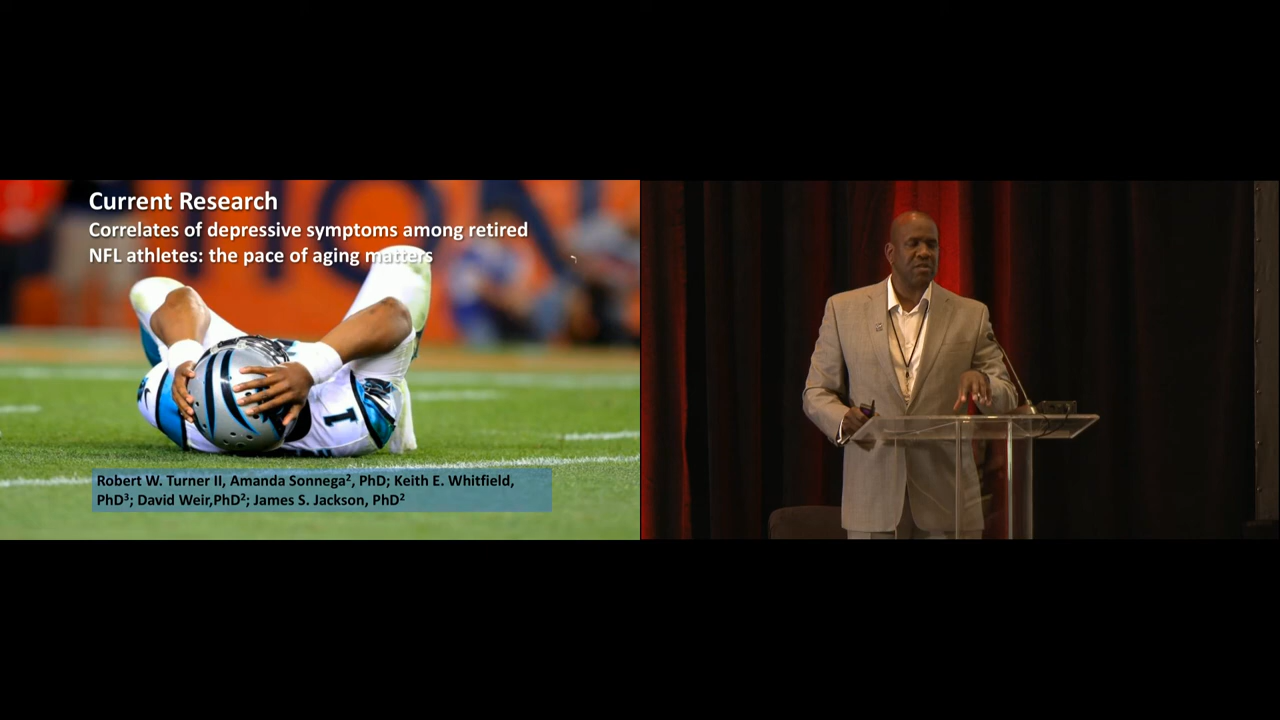 Current Research
Correlates of depressive symptoms among retired
NFL athletes: the pace of aging matters
1
Robert W. Turner II, Amanda Sonnega², PhD; Keith E. Whitfield,
PhD³; David Weir,PhD²; James S. Jackson, PhD²